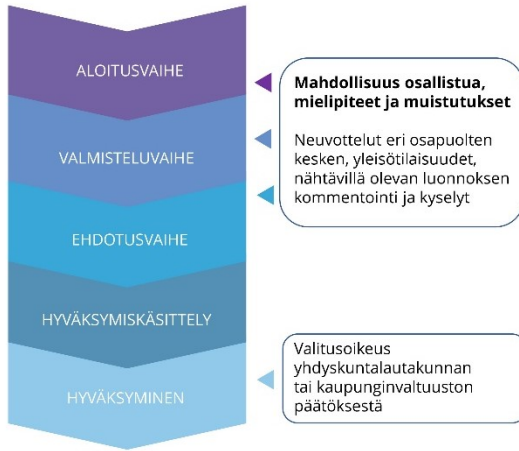 ALOITUSVAIHE
Mahdollisuus osallistua,
mielipiteet ja muistutukset
Neuvottelut eri osapuolten
kesken, yleisötilaisuudet,
nähtävillä olevan luonnoksen
kommentointi ja kyselyt
VALMISTELUVAIHE
EHDOTUSVAIHE
HYVÄKSYMISKÄSITTELY
HYVÄKSYMINEN
Valitusoikeus
yhdyskuntalautakunnan
tai kaupunginvaltuuston
päätöksestä